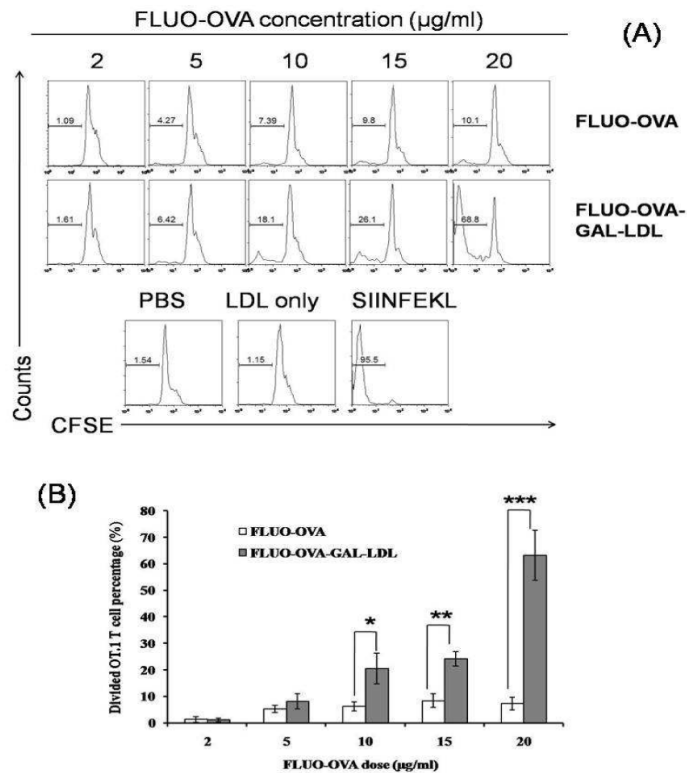 FLUO-OVA concentration (µg/ml)
(A)
2 5 10 15 20
1.09 4.27 7.39 9.8 10.1
FLUO-OVA
1.61 6.42 18.1 26.1 68.8
FLUO-OVA-
GAL-LDL
PBS LDL only SIINFEKL
1.54 1.15 95.5
Counts
CFSE
(B)
80
70
60
50
40
30
20
10
0
Divided OT.1 T cell percentage (%)
FLUO-OVA
FLUO-OVA-GAL-LDL
* ** ***
2 5 10 15 20
FLUO-OVA dose (µg/ml)